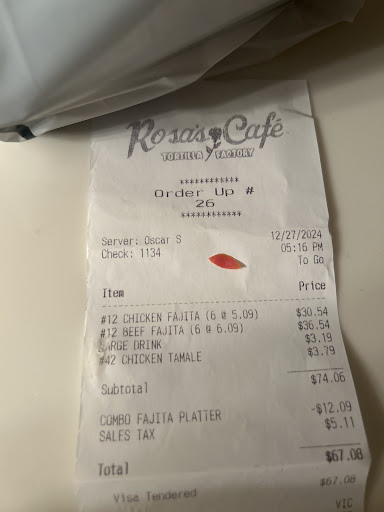 Rosa's Café
TORTILLA FACTORY
************
Order Up #
26
************
Server: Oscar S 12/27/2024
Check: 1134 05:16 PM
To Go
Item Price
#12 CHICKEN FAJITA (6 @ 5.09) $30.54
#12 BEEF FAJITA (6 @ 6.09) $36.54
LARGE DRINK $3.19
#42 CHICKEN TAMALE $3.79
Subtotal $74.06
COMBO FAJITA PLATTER -$12.09
SALES TAX $5.11
$67.08
Total
Visa Tendered $67.08
VIC